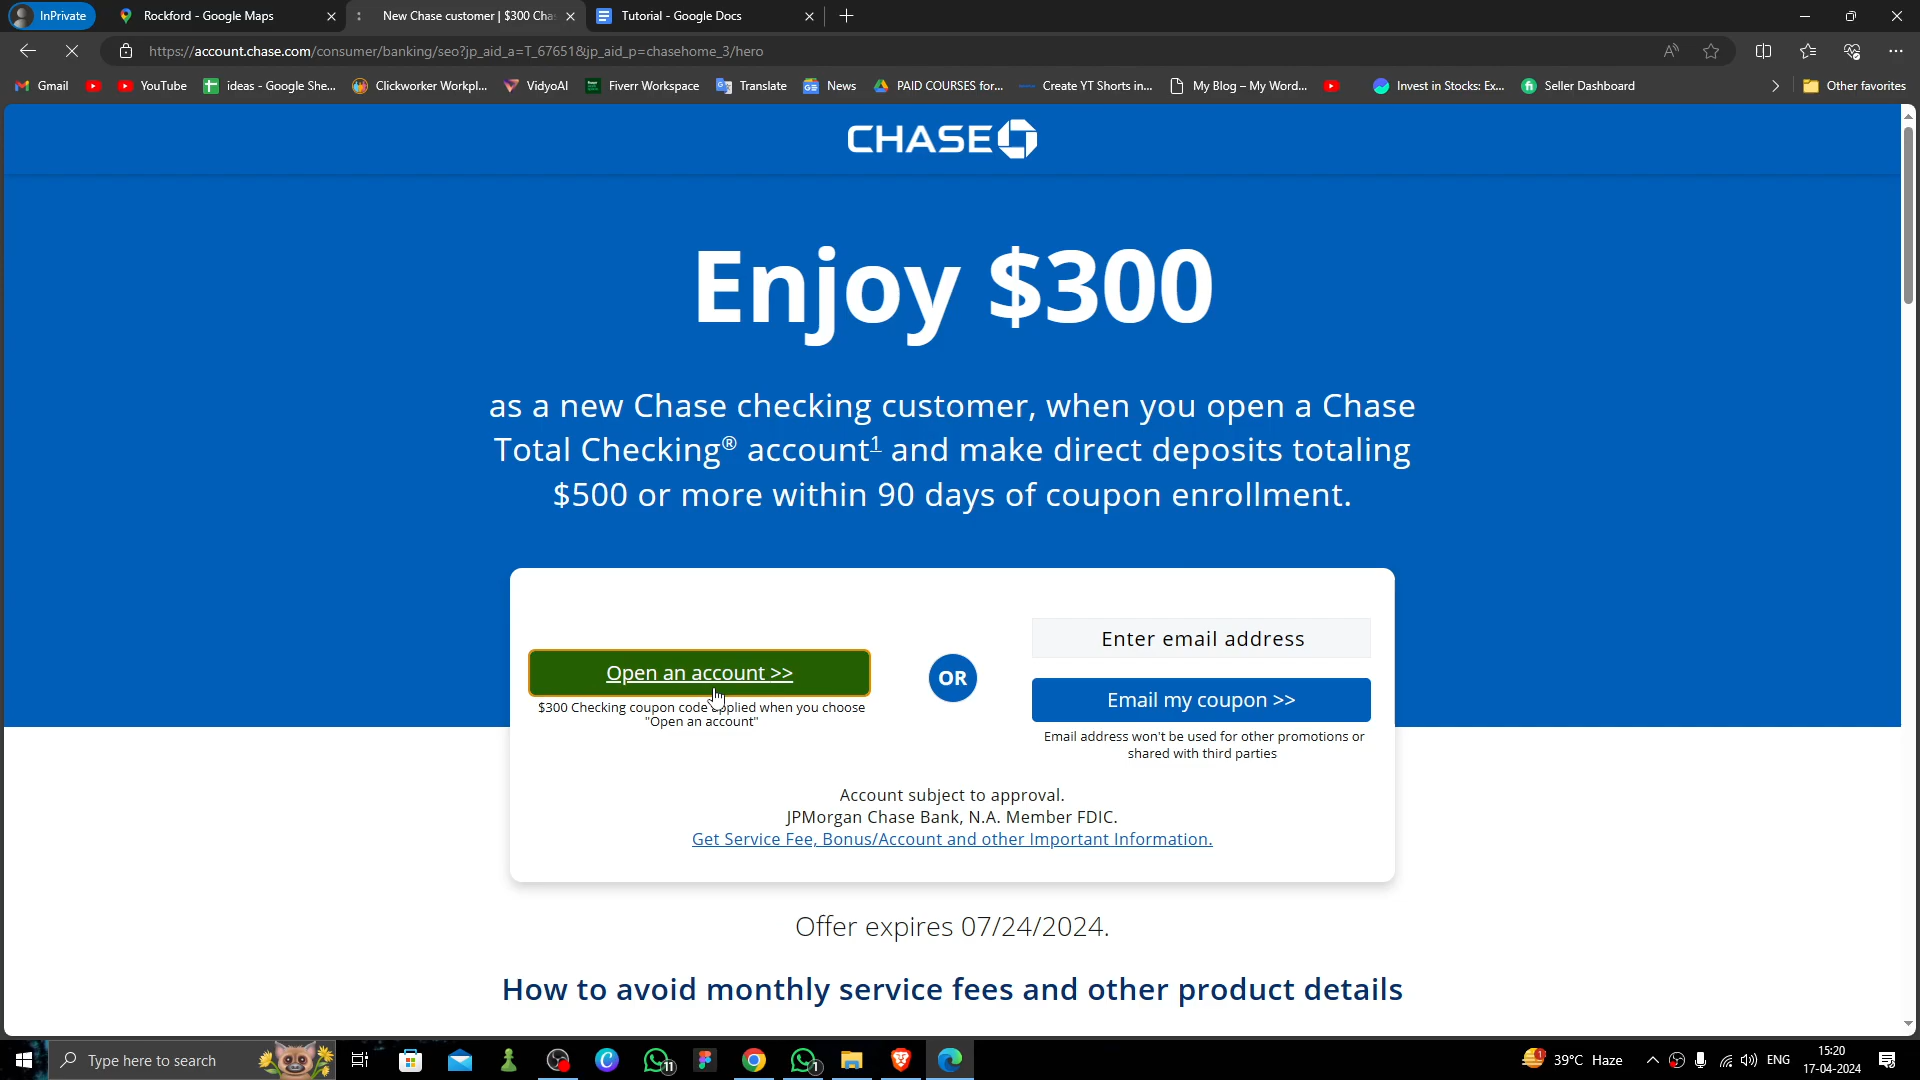 InPrivate
Rockford - Google Maps
New Chase customer | $300 Cha
Tutorial - Google Docs
https://account.chase.com/consumer/banking/seo?jp_aid_a=T_67651&jp_aid_p=chasehome_3/hero
Gmail
YouTube
ideas - Google She...
Clickworker Workpl...
VidyoAI
Fiverr Workspace
Translate
News
PAID COURSES for...
Create YT Shorts in...
My Blog – My Word...
Invest in Stocks: Ex...
Seller Dashboard
Other favorites
CHASE
Enjoy $300
as a new Chase checking customer, when you open a Chase
Total Checking® account1 and make direct deposits totaling
$500 or more within 90 days of coupon enrollment.
Open an account >>
$300 Checking coupon code applied when you choose
"Open an account"
OR
Enter email address
Email my coupon >>
Email address won't be used for other promotions or
shared with third parties
Account subject to approval.
JPMorgan Chase Bank, N.A. Member FDIC.
Get Service Fee, Bonus/Account and other Important Information.
Offer expires 07/24/2024.
How to avoid monthly service fees and other product details
Type here to search
11
1
1
39°C Haze
ENG
15:20
17-04-2024